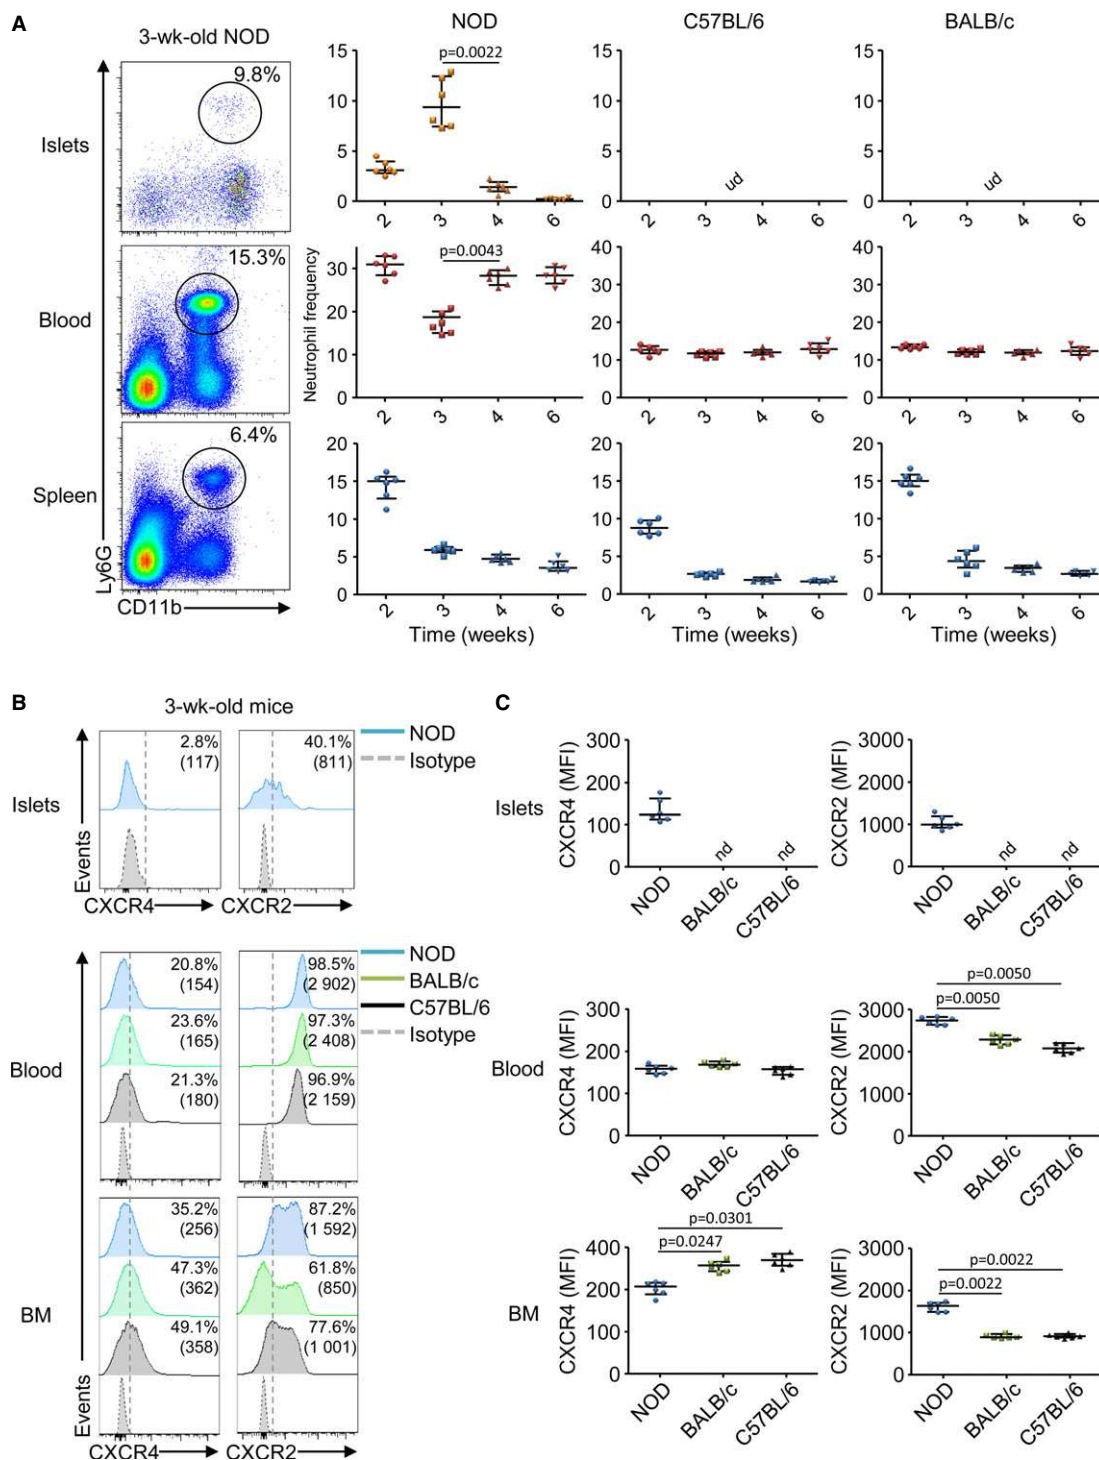 A
3-wk-old NOD
NOD
C57BL/6
BALB/c
Islets
9.8%
Blood
15.3%
Spleen
6.4%
Ly6G
CD11b
Neutrophil frequency
15
10
5
0
p=0.0022
2 3 4 6
15
10
5
0
ud
2 3 4 6
15
10
5
0
ud
2 3 4 6
30
20
10
0
p=0.0043
2 3 4 6
40
30
20
10
0
2 3 4 6
40
30
20
10
0
2 3 4 6
20
15
10
5
0
2 3 4 6
Time (weeks)
20
15
10
5
0
2 3 4 6
Time (weeks)
20
15
10
5
0
2 3 4 6
Time (weeks)
B
3-wk-old mice
Islets
Events
2.8%
(117)
40.1%
(811)
NOD
Isotype
CXCR4
CXCR2
Blood
20.8%
(154)
98.5%
(2 902)
23.6%
(165)
97.3%
(2 408)
21.3%
(180)
96.9%
(2 159)
NOD
BALB/c
C57BL/6
Isotype
BM
35.2%
(256)
87.2%
(1 592)
47.3%
(362)
61.8%
(850)
49.1%
(358)
77.6%
(1 001)
Events
CXCR4
CXCR2
C
Islets
CXCR4 (MFI)
300
200
100
0
nd
nd
NOD
BALB/c
C57BL/6
CXCR2 (MFI)
3000
2000
1000
0
nd
nd
NOD
BALB/c
C57BL/6
Blood
CXCR4 (MFI)
300
200
100
0
NOD
BALB/c
C57BL/6
CXCR2 (MFI)
3000
2000
1000
0
p=0.0050
p=0.0050
NOD
BALB/c
C57BL/6
BM
CXCR4 (MFI)
400
300
200
100
0
p=0.0301
p=0.0247
NOD
BALB/c
C57BL/6
CXCR2 (MFI)
3000
2000
1000
0
p=0.0022
p=0.0022
NOD
BALB/c
C57BL/6